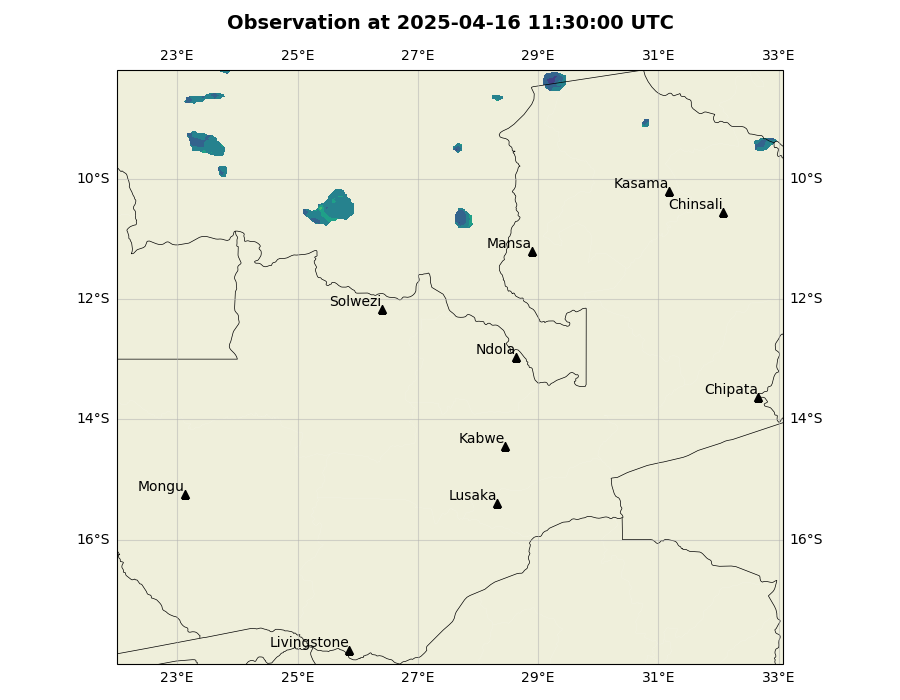 Observation at 2025-04-16 11:30:00 UTC
23°E 25°E 27°E 29°E 31°E 33°E
10°S 10°S
Kasama
Chinsali
Mansa
12°S 12°S
Solwezi
Ndola
Chipata
14°S 14°S
Kabwe
Mongu
Lusaka
16°S 16°S
Livingstone
23°E 25°E 27°E 29°E 31°E 33°E